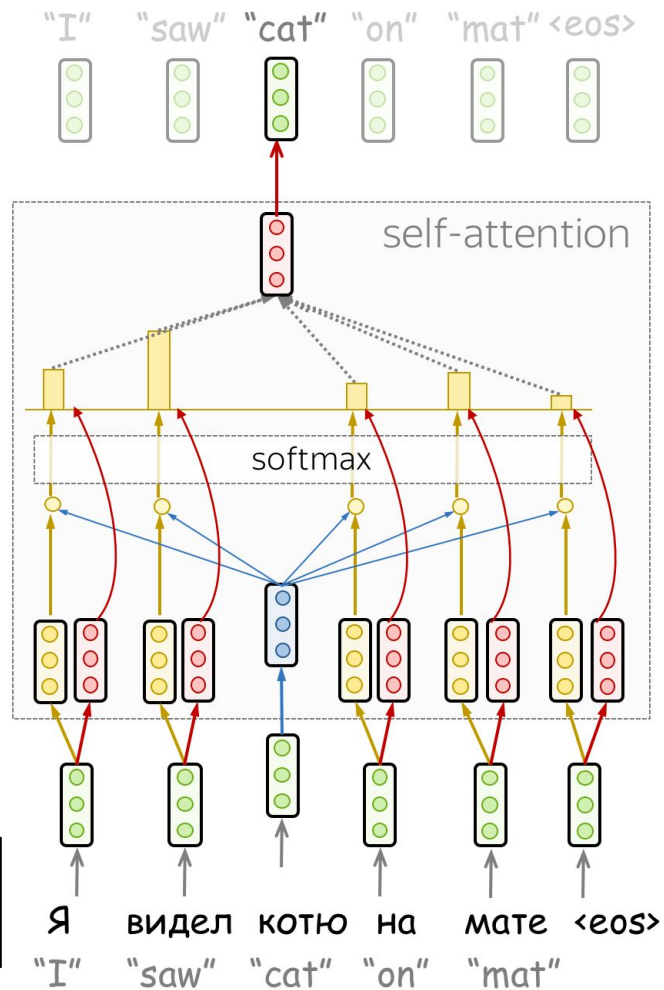 “I” “saw” “cat” “on” “mat” <eos>
self-attention
softmax
Я видел котю на мате <eos>
“I” “saw” “cat” “on” “mat”